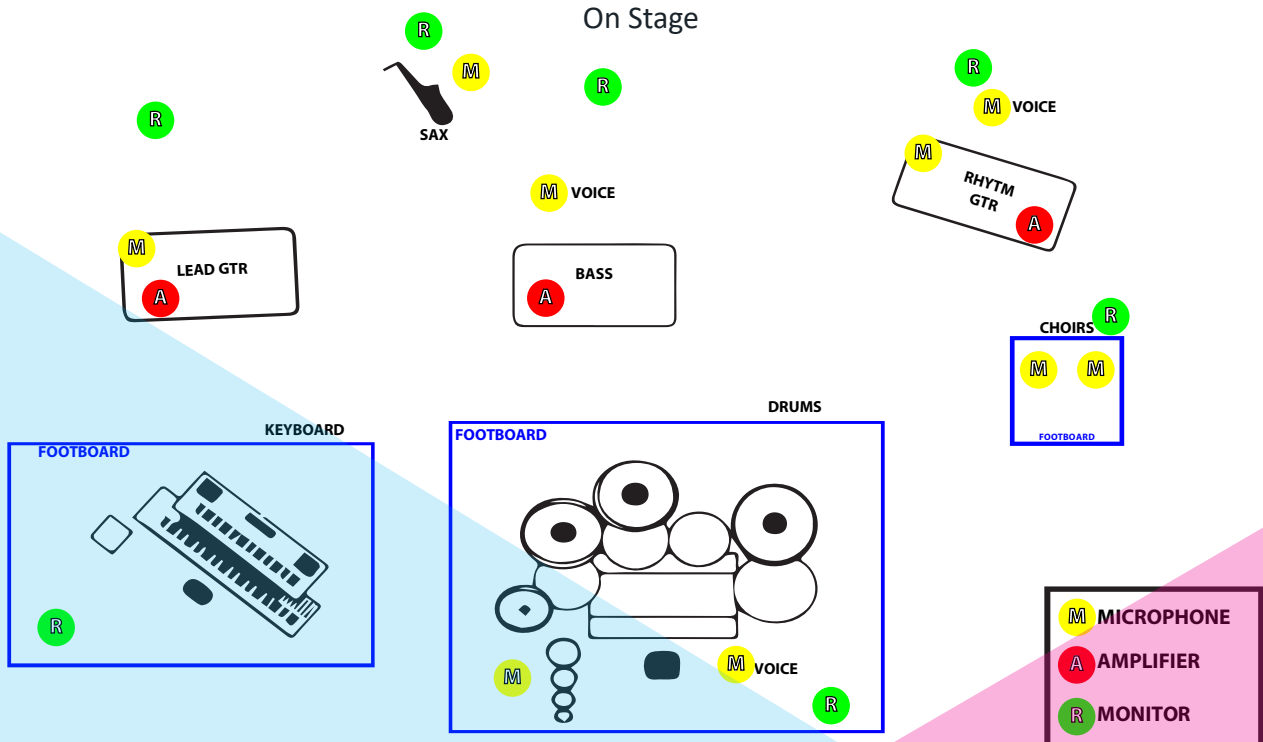 On Stage
R
M
R
R
R
M VOICE
SAX
M
RHYTM
GTR
A
M VOICE
M
LEAD GTR
A
BASS
A
R
CHOIRS
M M
FOOTBOARD
KEYBOARD
FOOTBOARD
R
DRUMS
FOOTBOARD
M
M VOICE
R
M MICROPHONE
A AMPLIFIER
R MONITOR